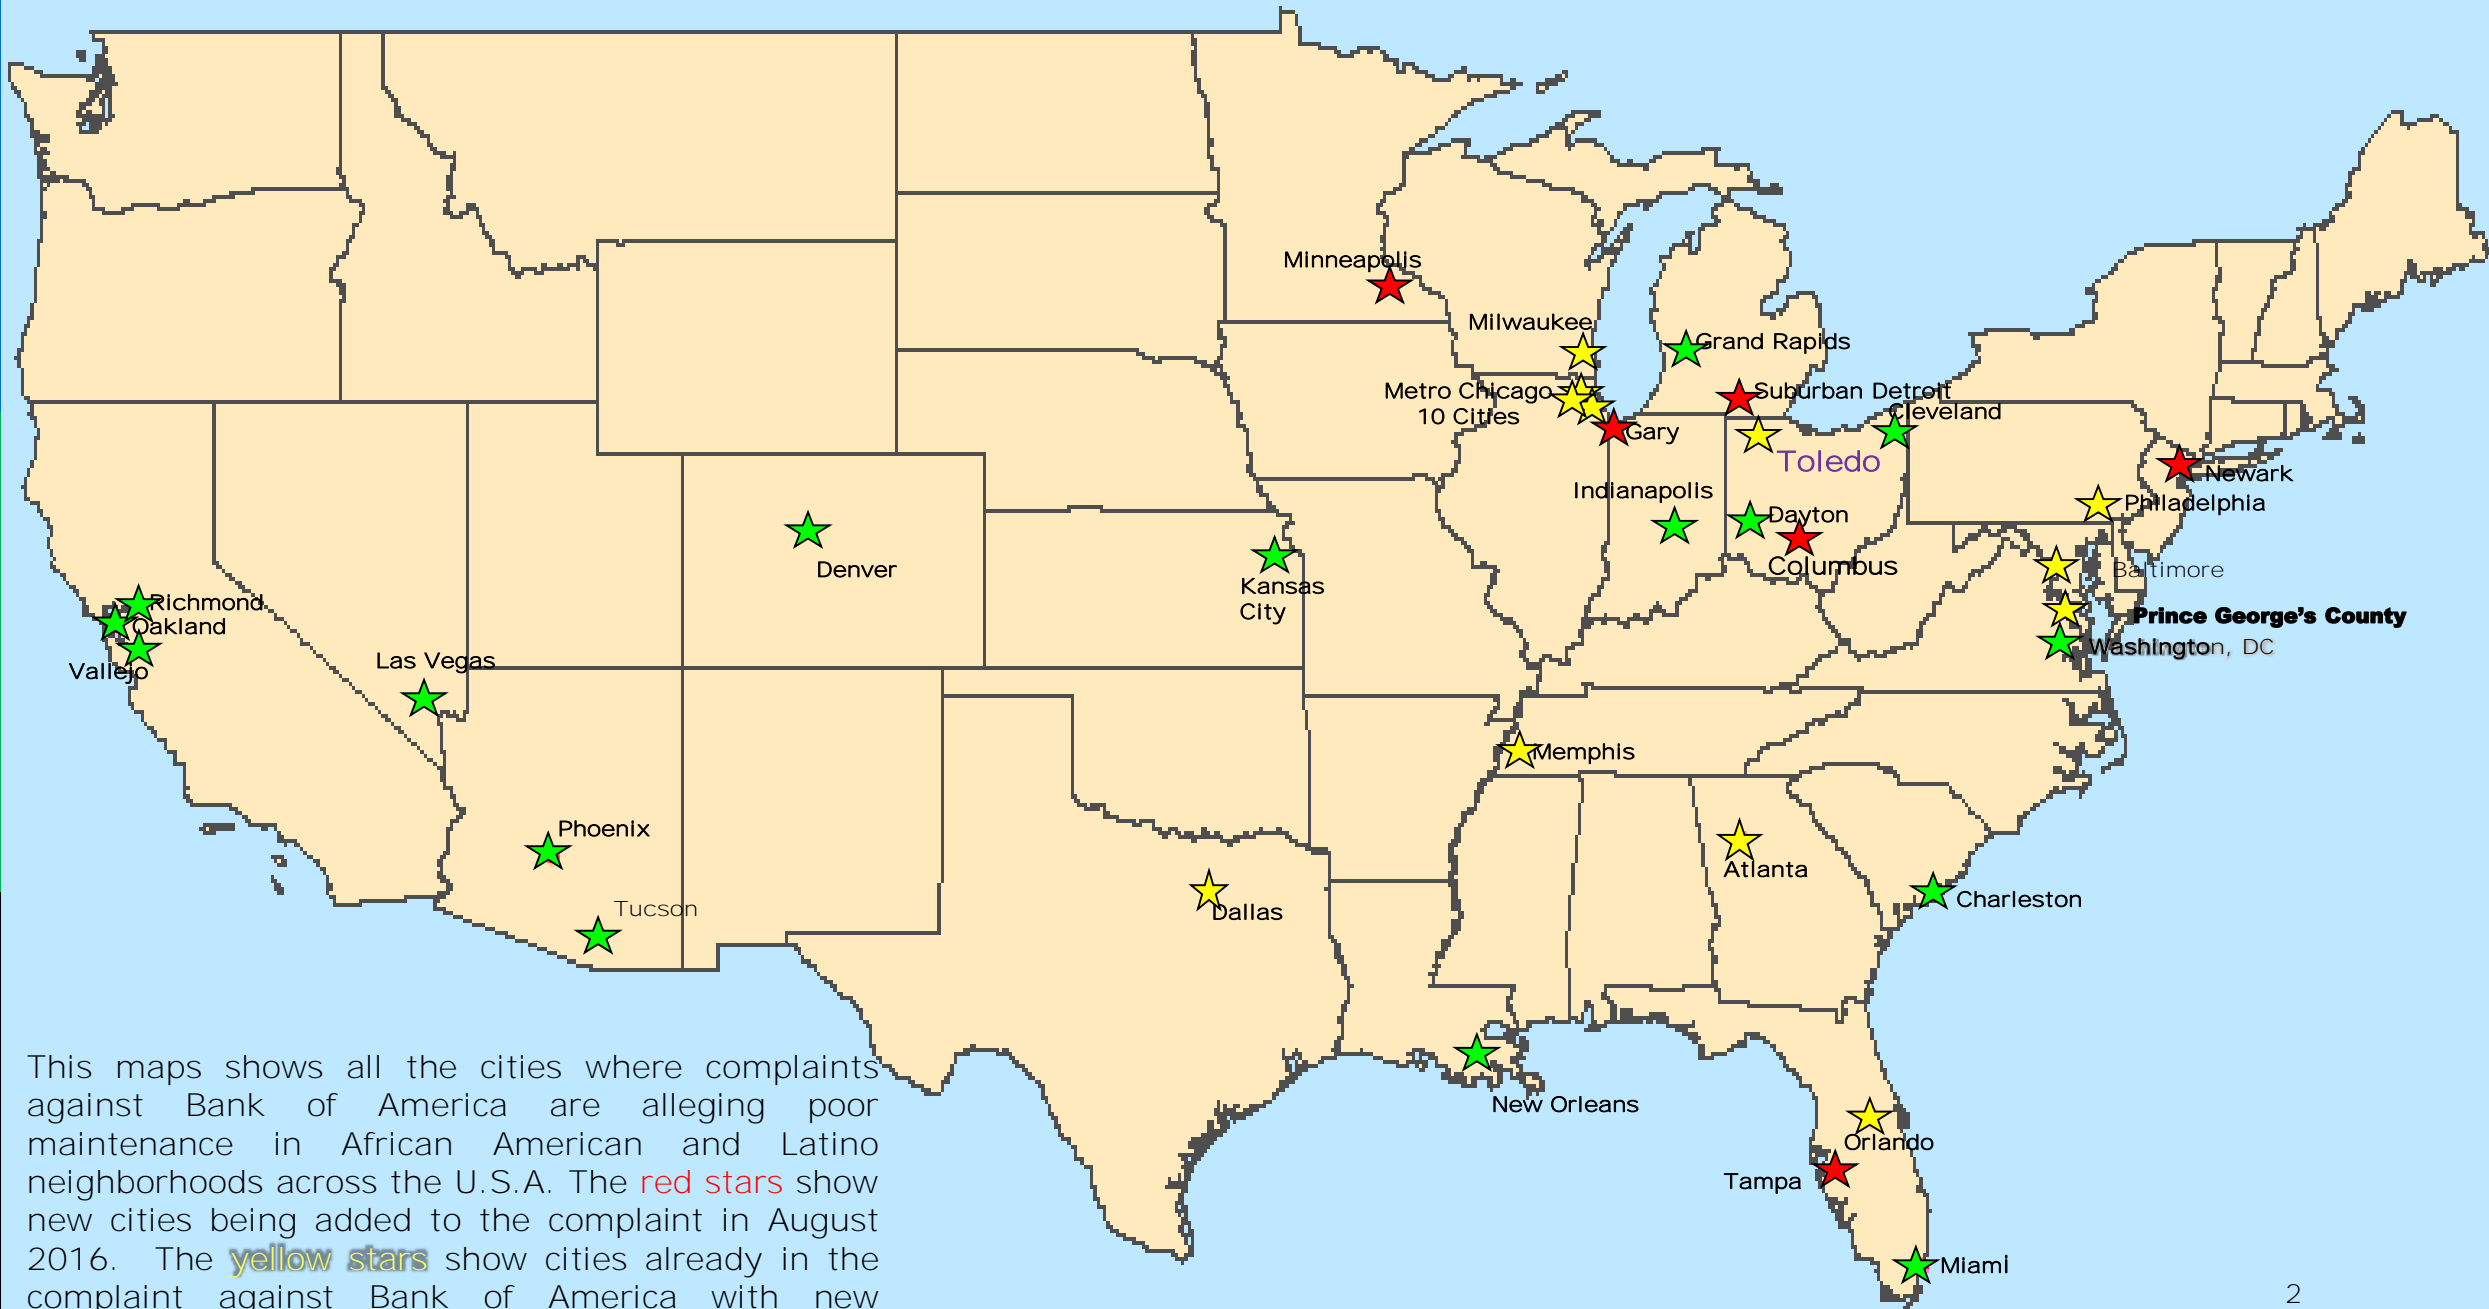 Minneapolis
Milwaukee
Grand Rapids
Metro Chicago
10 Cities
Suburban Detroit
Cleveland
Gary
Toledo
Newark
Indianapolis
Philadelphia
Dayton
Columbus
Denver
Kansas
City
Baltimore
Richmond
Oakland
Prince George’s County
Washington, DC
Vallejo
Las Vegas
Memphis
Phoenix
Atlanta
Tucson
Dallas
Charleston
This maps shows all the cities where complaints
against Bank of America are alleging poor
maintenance in African American and Latino
neighborhoods across the U.S.A. The red stars show
new cities being added to the complaint in August
2016. The yellow stars show cities already in the
complaint against Bank of America with new
New Orleans
Orlando
Tampa
Miami
2